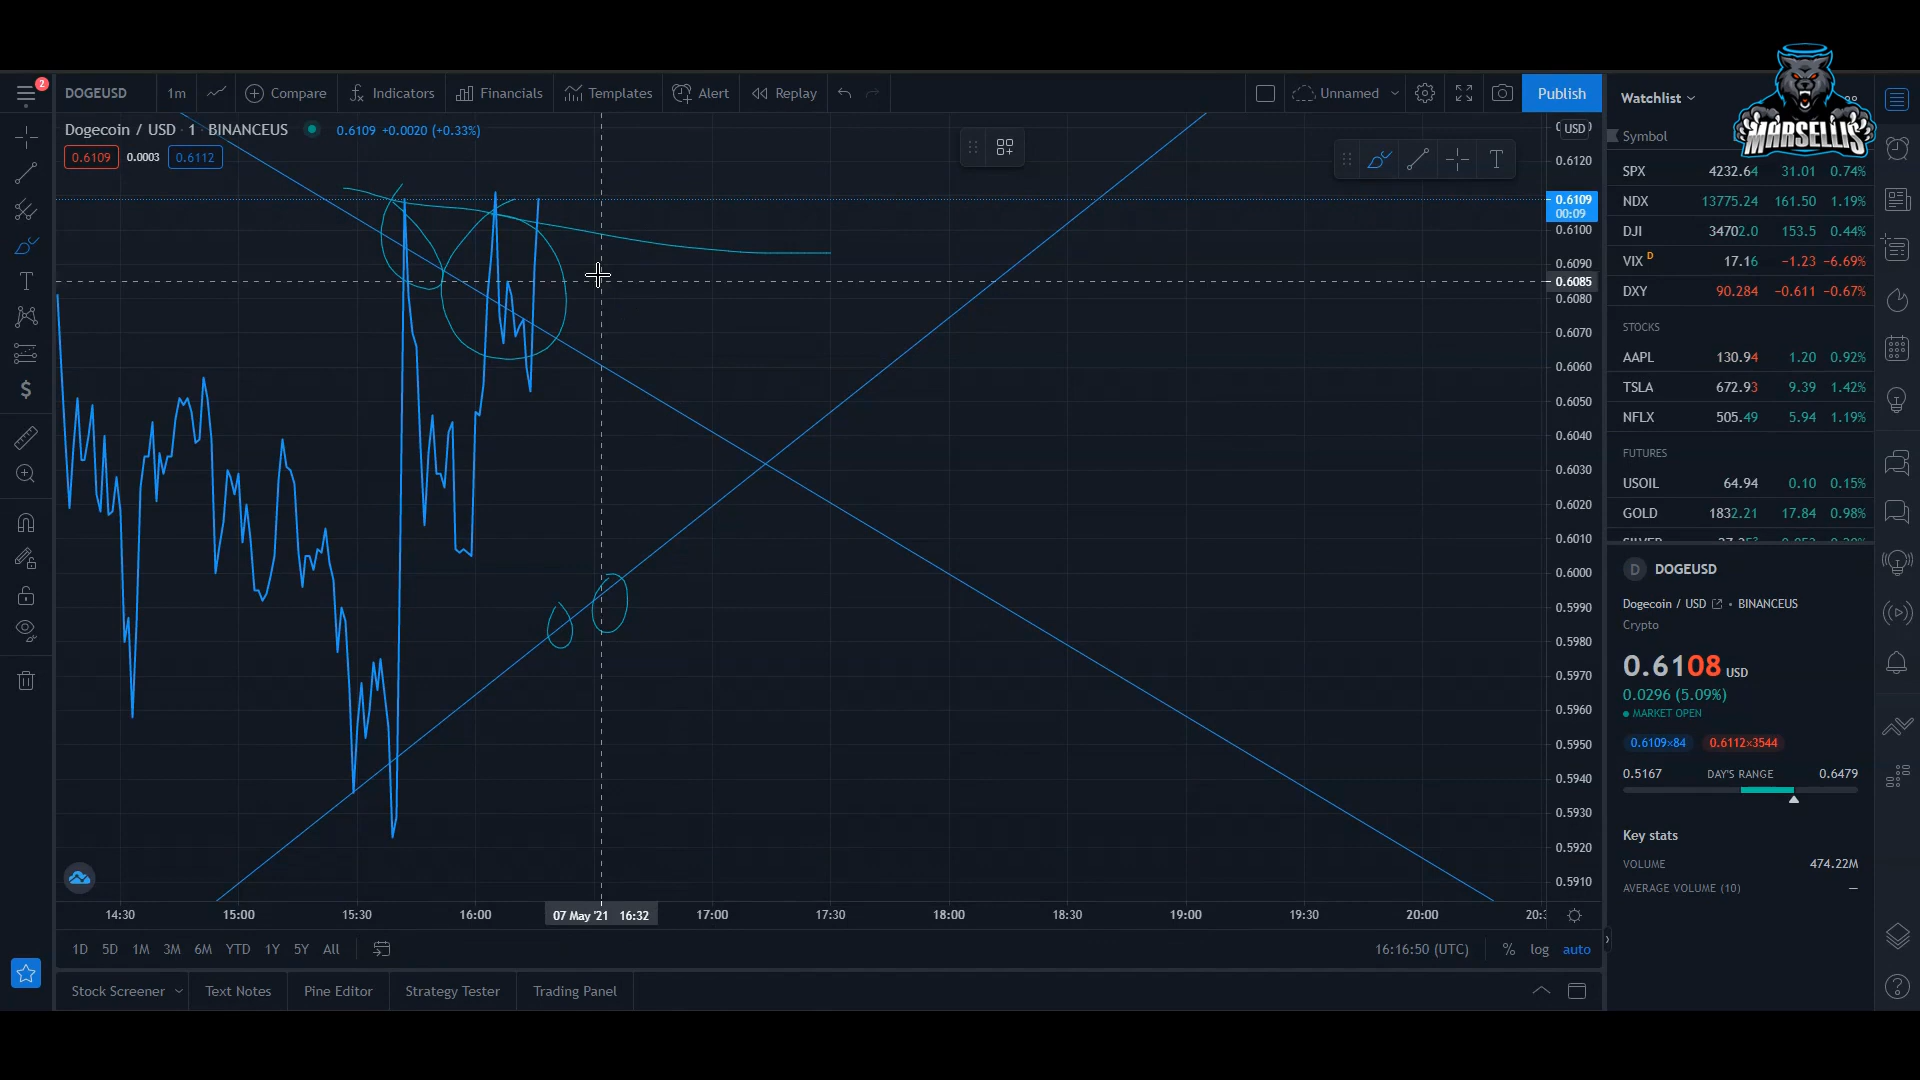 2
DOGEUSD
1m
Compare
Indicators
Financials
Templates
Alert
Replay
Unnamed
Publish
Watchlist
MARSELLIS
Dogecoin / USD · 1 · BINANCEUS
0.6109 +0.0020 (+0.33%)
USD
Symbol
0.6109 0.0003 0.6112
T
T
$
0.6120
0.6109
00:09
0.6100
0.6090
0.6085
0.6080
0.6070
0.6060
0.6050
0.6040
0.6030
0.6020
0.6010
0.6000
0.5990
0.5980
0.5970
0.5960
0.5950
0.5940
0.5930
0.5920
0.5910
SPX 4232.64 31.01 0.74%
NDX 13775.24 161.50 1.19%
DJI 34702.0 153.5 0.44%
VIX D 17.16 −1.23 −6.69%
DXY 90.284 −0.611 −0.67%
STOCKS
AAPL 130.94 1.20 0.92%
TSLA 672.93 9.39 1.42%
NFLX 505.49 5.94 1.19%
FUTURES
USOIL 64.94 0.10 0.15%
GOLD 1832.21 17.84 0.98%
D DOGEUSD
Dogecoin / USD • BINANCEUS
Crypto
0.6108 USD
0.0296 (5.09%)
MARKET OPEN
0.6109×84 0.6112×3544
0.5167 DAY'S RANGE 0.6479
Key stats
VOLUME 474.22M
AVERAGE VOLUME (10) —
14:30 15:00 15:30 16:00 07 May '21 16:32 17:00 17:30 18:00 18:30 19:00 19:30 20:00
1D 5D 1M 3M 6M YTD 1Y 5Y All
16:16:50 (UTC) % log auto
Stock Screener Text Notes Pine Editor Strategy Tester Trading Panel